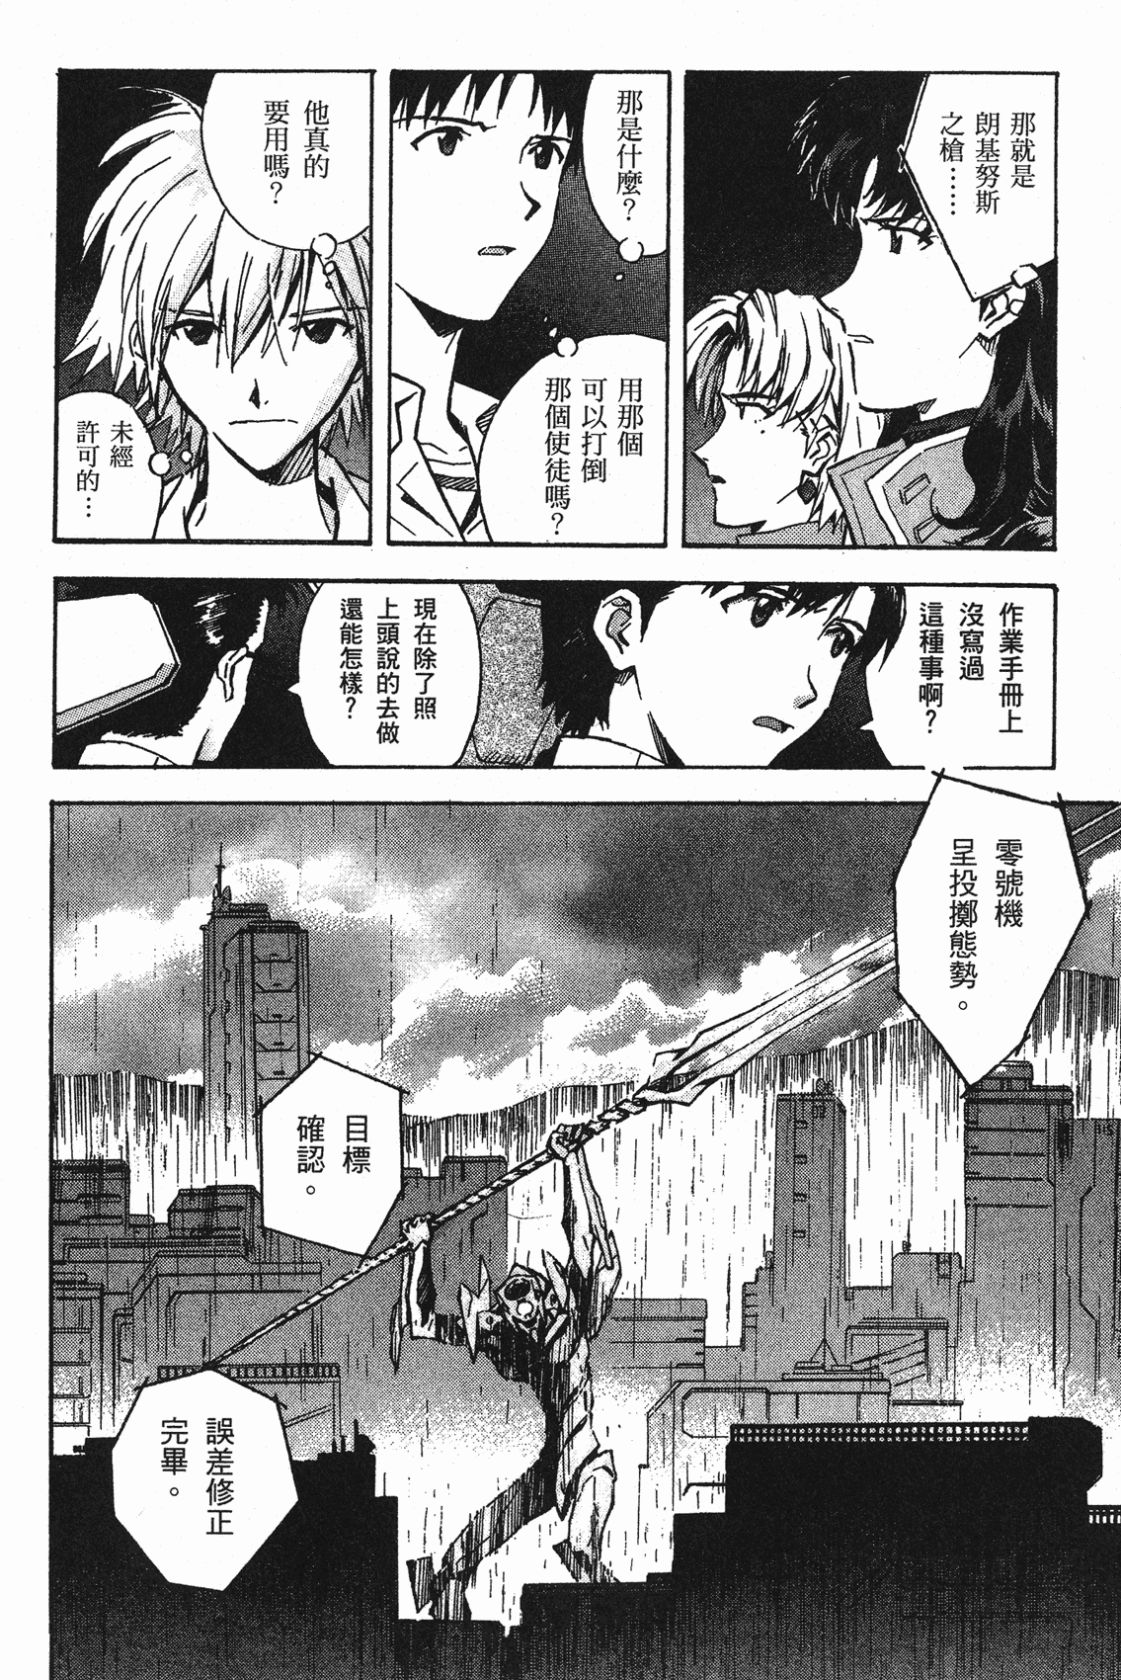 那就是
朗基努斯
之槍……
那是什麼？
用那個
可以打倒
那個使徒嗎？
他真的
要用嗎？
未經
許可的…
作業手冊上
沒寫過
這種事啊？
現在除了照
上頭說的去做
還能怎樣？
零號機
呈投擲態勢。
目標
確認。
誤差修正
完畢。